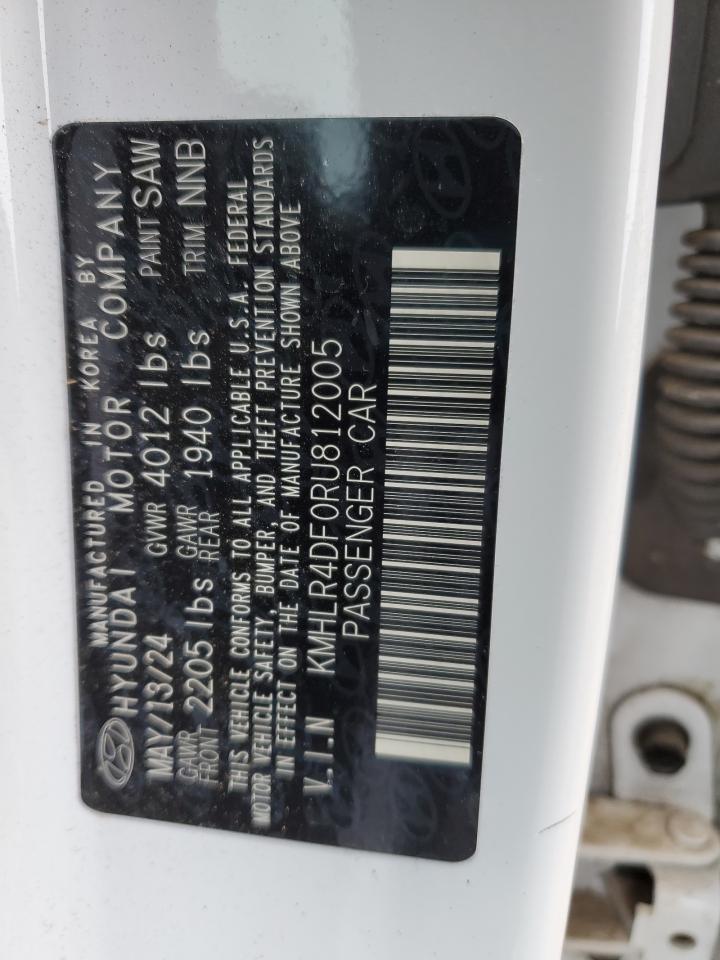 MANUFACTURED IN KOREA BY
HYUNDAI MOTOR COMPANY
MAY/13/24 GVWR 4012 lbs PAINT SAW
GAWR FRONT 2205 lbs GAWR REAR 1940 lbs TRIM NNB
THIS VEHICLE CONFORMS TO ALL APPLICABLE U.S.A. FEDERAL
MOTOR VEHICLE SAFETY, BUMPER, AND THEFT PREVENTION STANDARDS
IN EFFECT ON THE DATE OF MANUFACTURE SHOWN ABOVE
V.I.N KMHLR4DF0RU812005
PASSENGER CAR